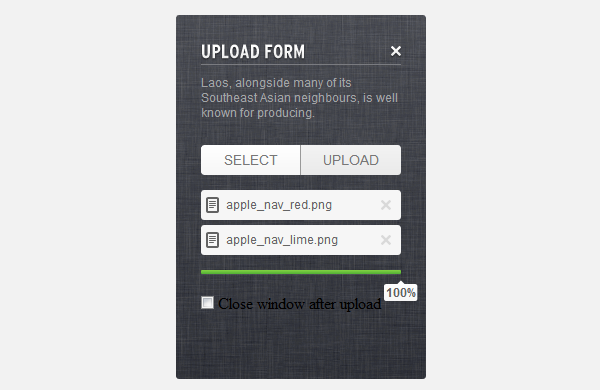 UPLOAD FORM
Laos, alongside many of its
Southeast Asian neighbours, is well
known for producing.
SELECT UPLOAD
apple_nav_red.png
apple_nav_lime.png
100%
Close window after upload